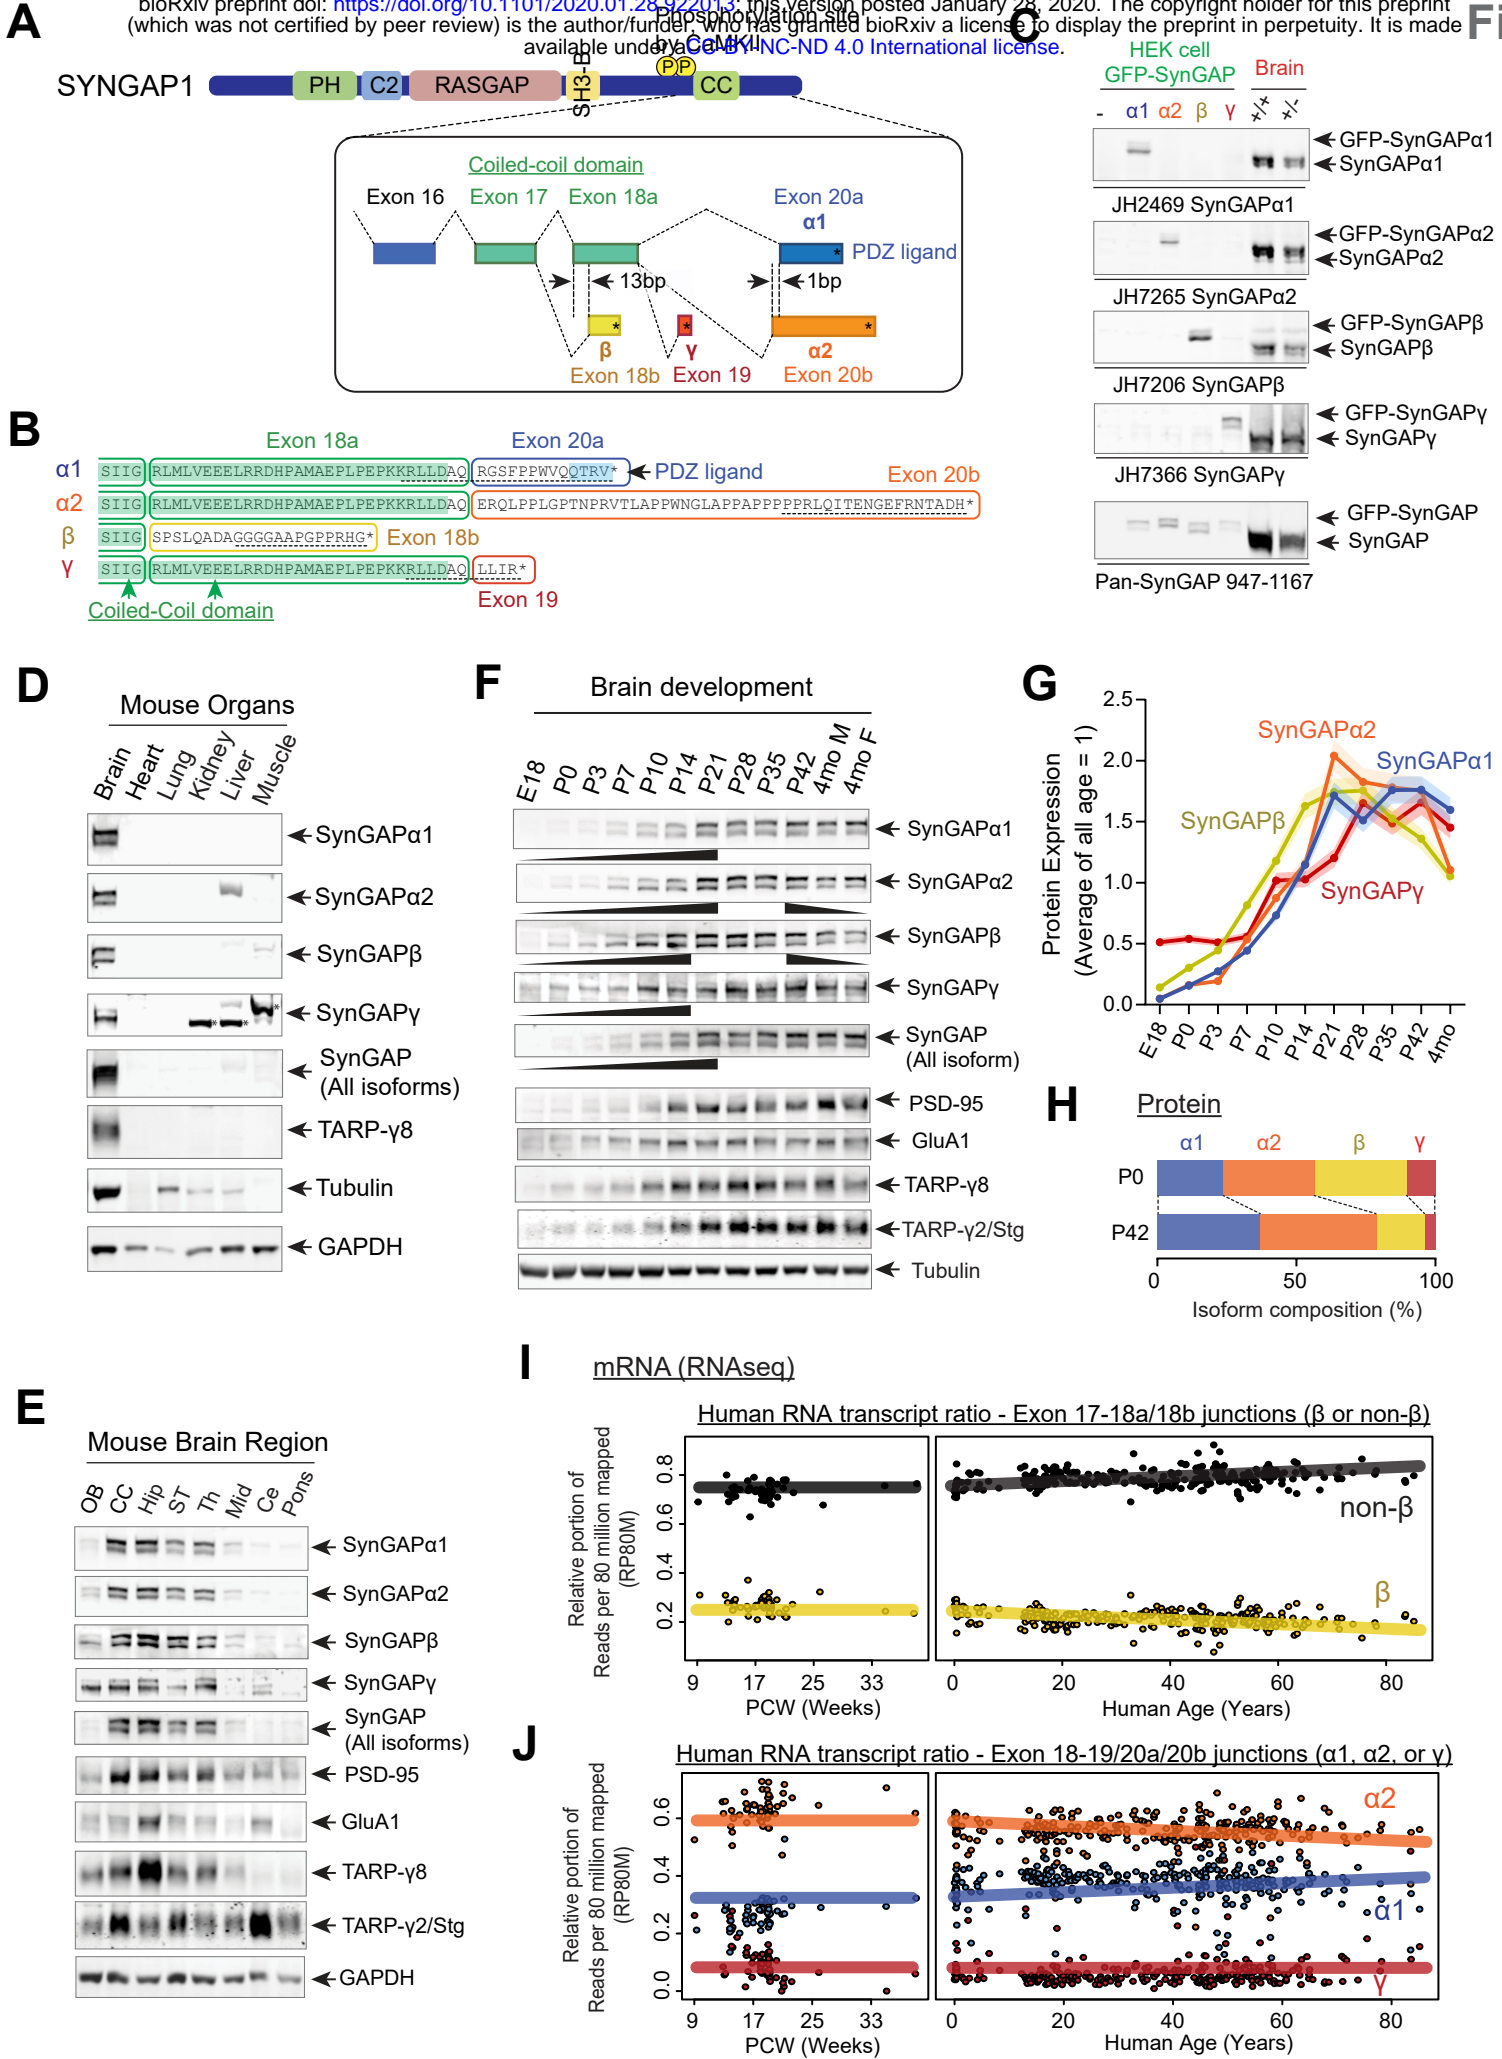 bioRxiv preprint doi: https://doi.org/10.1101/2020.01.28.922013; this version posted January 28, 2020. The copyright holder for this preprint
(which was not certified by peer review) is the author/funder, who has granted bioRxiv a license to display the preprint in perpetuity. It is made
available under aCC-BY-NC-ND 4.0 International license.
Fi
A
Phosphorylation site
by CaMKII
P P
SYNGAP1
PH C2 RASGAP SH3-B CC
Coiled-coil domain
Exon 16 Exon 17 Exon 18a Exon 20a
α1
* PDZ ligand
13bp 1bp
* * *
β γ α2
Exon 18b Exon 19 Exon 20b
B
Exon 18a Exon 20a
α1 SIIG RLMLVEEELRRDHPAMAEPLPEPKKRLLDAQ RGSFPPWVQQTRV* PDZ ligand
Exon 20b
α2 SIIG RLMLVEEELRRDHPAMAEPLPEPKKRLLDAQ ERQLPPLGPTNPRVTLAPPWNGLAPPAPPPPPRLQITENGEFRNTADH*
β SIIG SPSLQADAGGGGAAPGPPRHG* Exon 18b
γ SIIG RLMLVEEELRRDHPAMAEPLPEPKKRLLDAQ LLIR*
Coiled-Coil domain Exon 19
C
HEK cell
GFP-SynGAP Brain
- α1 α2 β γ +/+ +/-
GFP-SynGAPα1
SynGAPα1
JH2469 SynGAPα1
GFP-SynGAPα2
SynGAPα2
JH7265 SynGAPα2
GFP-SynGAPβ
SynGAPβ
JH7206 SynGAPβ
GFP-SynGAPγ
SynGAPγ
JH7366 SynGAPγ
GFP-SynGAP
SynGAP
Pan-SynGAP 947-1167
D
Mouse Organs
Brain Heart Lung Kidney Liver Muscle
SynGAPα1
SynGAPα2
SynGAPβ
* * * SynGAPγ
SynGAP
(All isoforms)
TARP-γ8
Tubulin
GAPDH
E
Mouse Brain Region
OB CC Hip ST Th Mid Ce Pons
SynGAPα1
SynGAPα2
SynGAPβ
SynGAPγ
SynGAP
(All isoforms)
PSD-95
GluA1
TARP-γ8
TARP-γ2/Stg
GAPDH
F
Brain development
E18 P0 P3 P7 P10 P14 P21 P28 P35 P42 4mo M 4mo F
SynGAPα1
SynGAPα2
SynGAPβ
SynGAPγ
SynGAP
(All isoform)
PSD-95
GluA1
TARP-γ8
TARP-γ2/Stg
Tubulin
G
Protein Expression
(Average of all age = 1)
2.5
2.0
1.5
1.0
0.5
0.0
SynGAPα2
SynGAPα1
SynGAPβ
SynGAPγ
E18 P0 P3 P7 P10 P14 P21 P28 P35 P42 4mo
H
Protein
α1 α2 β γ
P0
P42
0 50 100
Isoform composition (%)
I
mRNA (RNAseq)
Human RNA transcript ratio - Exon 17-18a/18b junctions (β or non-β)
Relative portion of
Reads per 80 million mapped
(RP80M)
0.8
0.6
0.4
0.2
non-β
β
9 17 25 33 0 20 40 60 80
PCW (Weeks) Human Age (Years)
J
Human RNA transcript ratio - Exon 18-19/20a/20b junctions (α1, α2, or γ)
Relative portion of
Reads per 80 million mapped
(RP80M)
0.6
0.4
0.2
0.0
α2
α1
γ
9 17 25 33 0 20 40 60 80
PCW (Weeks) Human Age (Years)